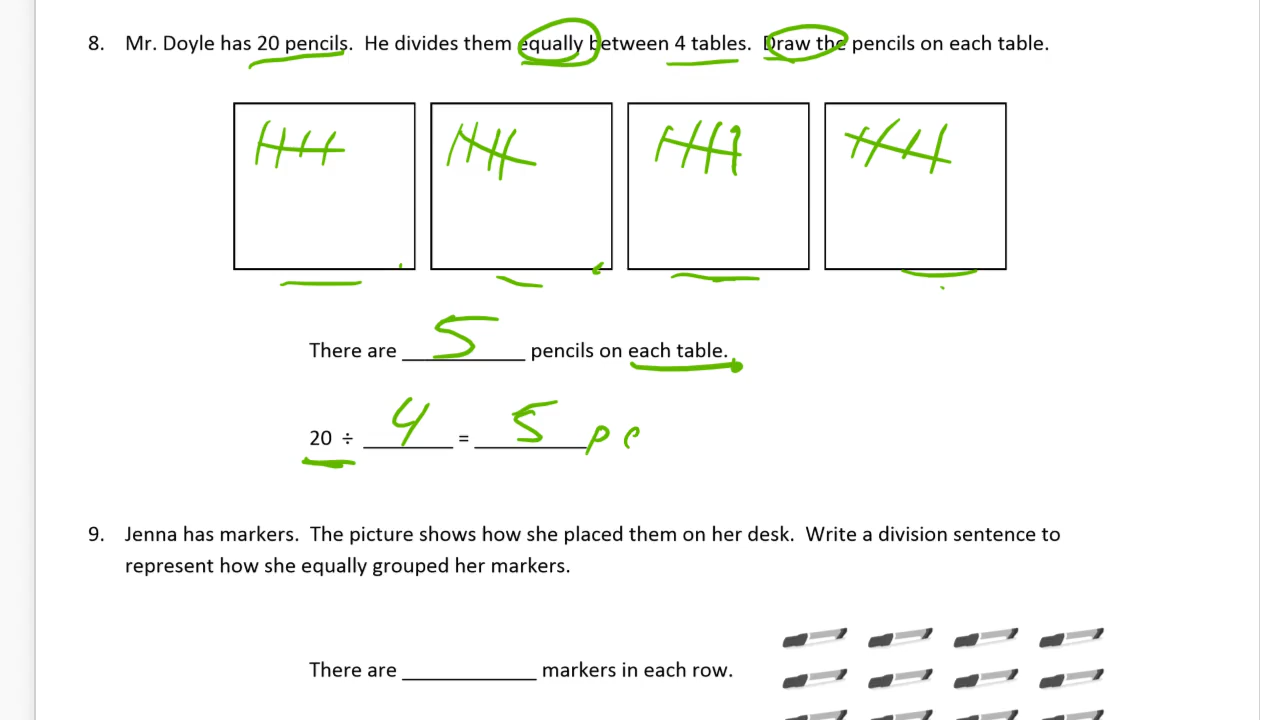 8. Mr. Doyle has 20 pencils. He divides them equally between 4 tables. Draw the pencils on each table.
There are 5 pencils on each table.
20 ÷ 4 = 5 pe
9. Jenna has markers. The picture shows how she placed them on her desk. Write a division sentence to
represent how she equally grouped her markers.
There are ____________ markers in each row.